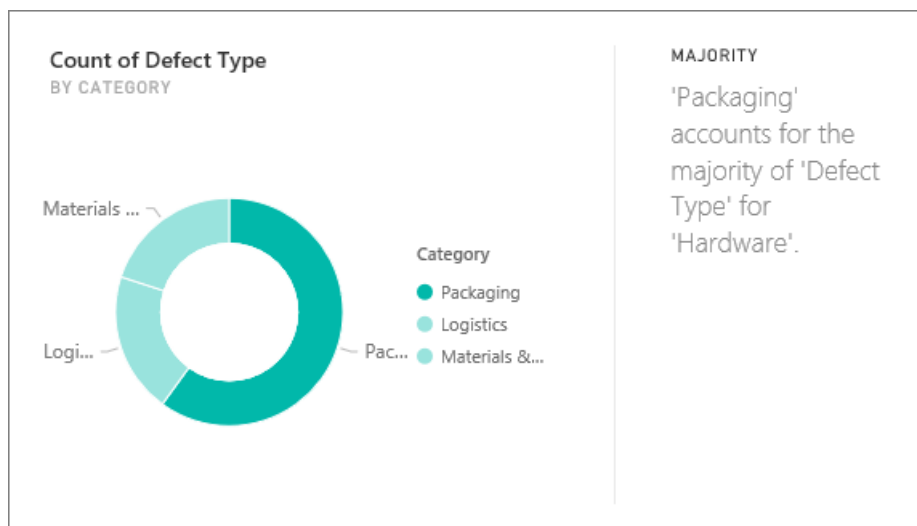 Count of Defect Type
BY CATEGORY
Materials ...
Logi...
Pac...
Category
Packaging
Logistics
Materials &...
MAJORITY
'Packaging'
accounts for the
majority of 'Defect
Type' for
'Hardware'.